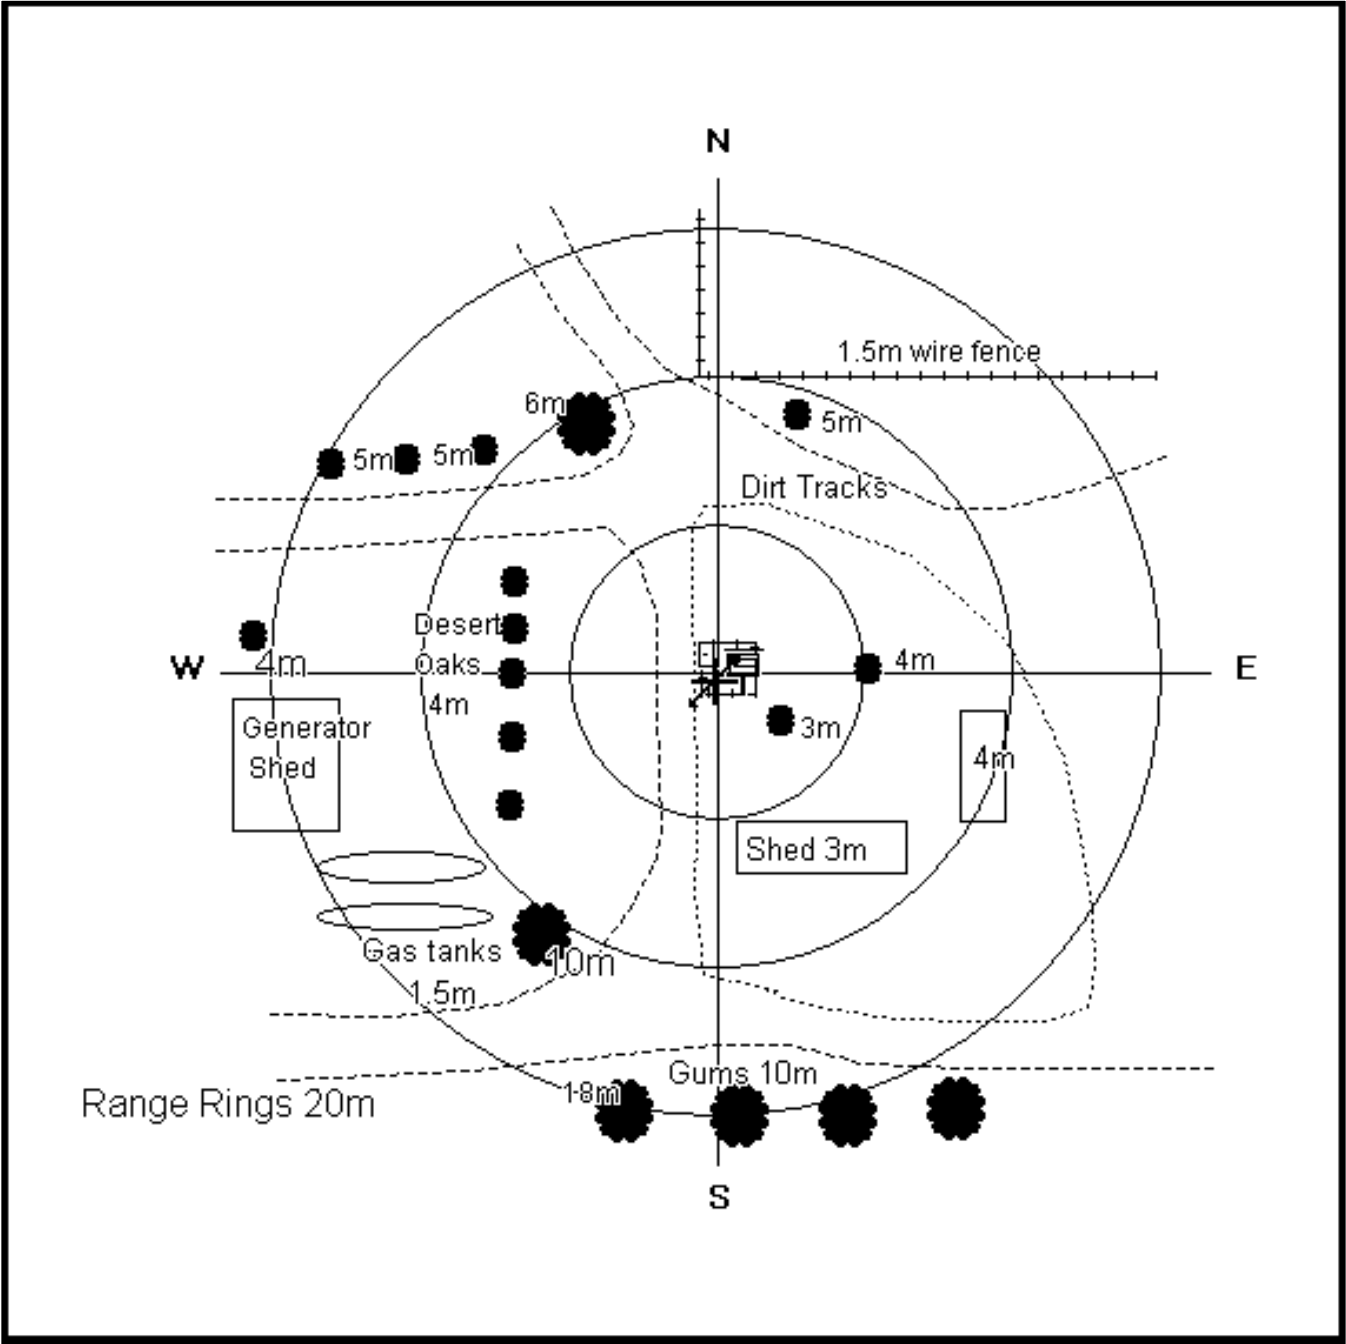 N
1.5m wire fence
6m
5m
5m
5m
Dirt Tracks
Desert
Oaks
4m
W
4m
4m
E
3m
Generator
Shed
4m
Shed 3m
Gas tanks
10m
1.5m
Gums 10m
18m
Range Rings 20m
S